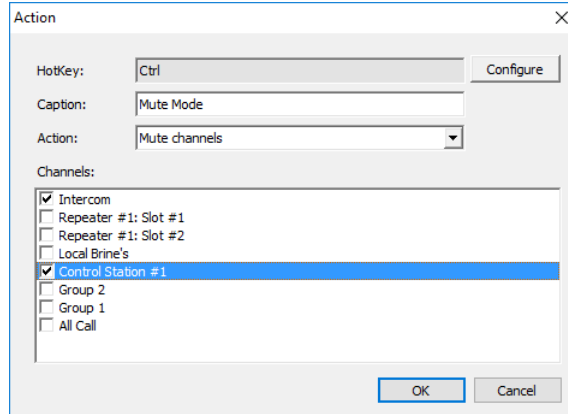 Action
HotKey: Ctrl Configure
Caption: Mute Mode
Action: Mute channels
Channels:
Intercom
Repeater #1: Slot #1
Repeater #1: Slot #2
Local Brine's
Control Station #1
Group 2
Group 1
All Call
OK Cancel